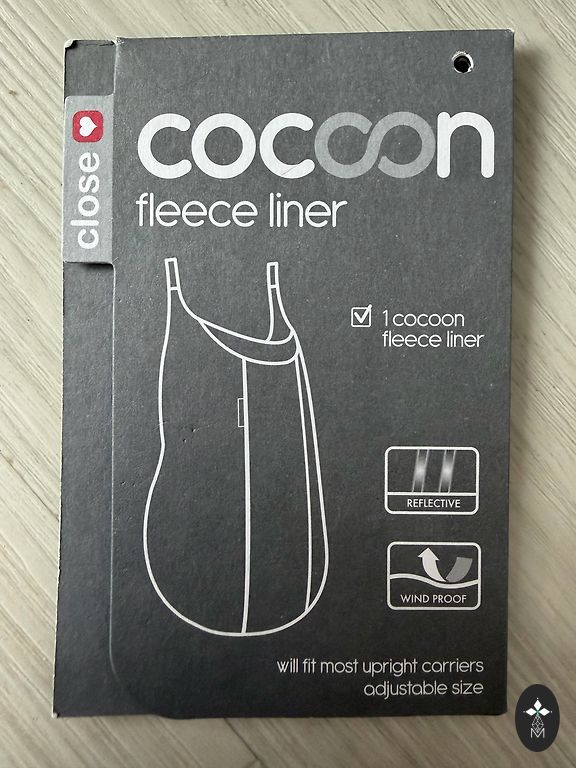 close
cocoon
fleece liner
1 cocoon
fleece liner
REFLECTIVE
WIND PROOF
will fit most upright carriers
adjustable size
M